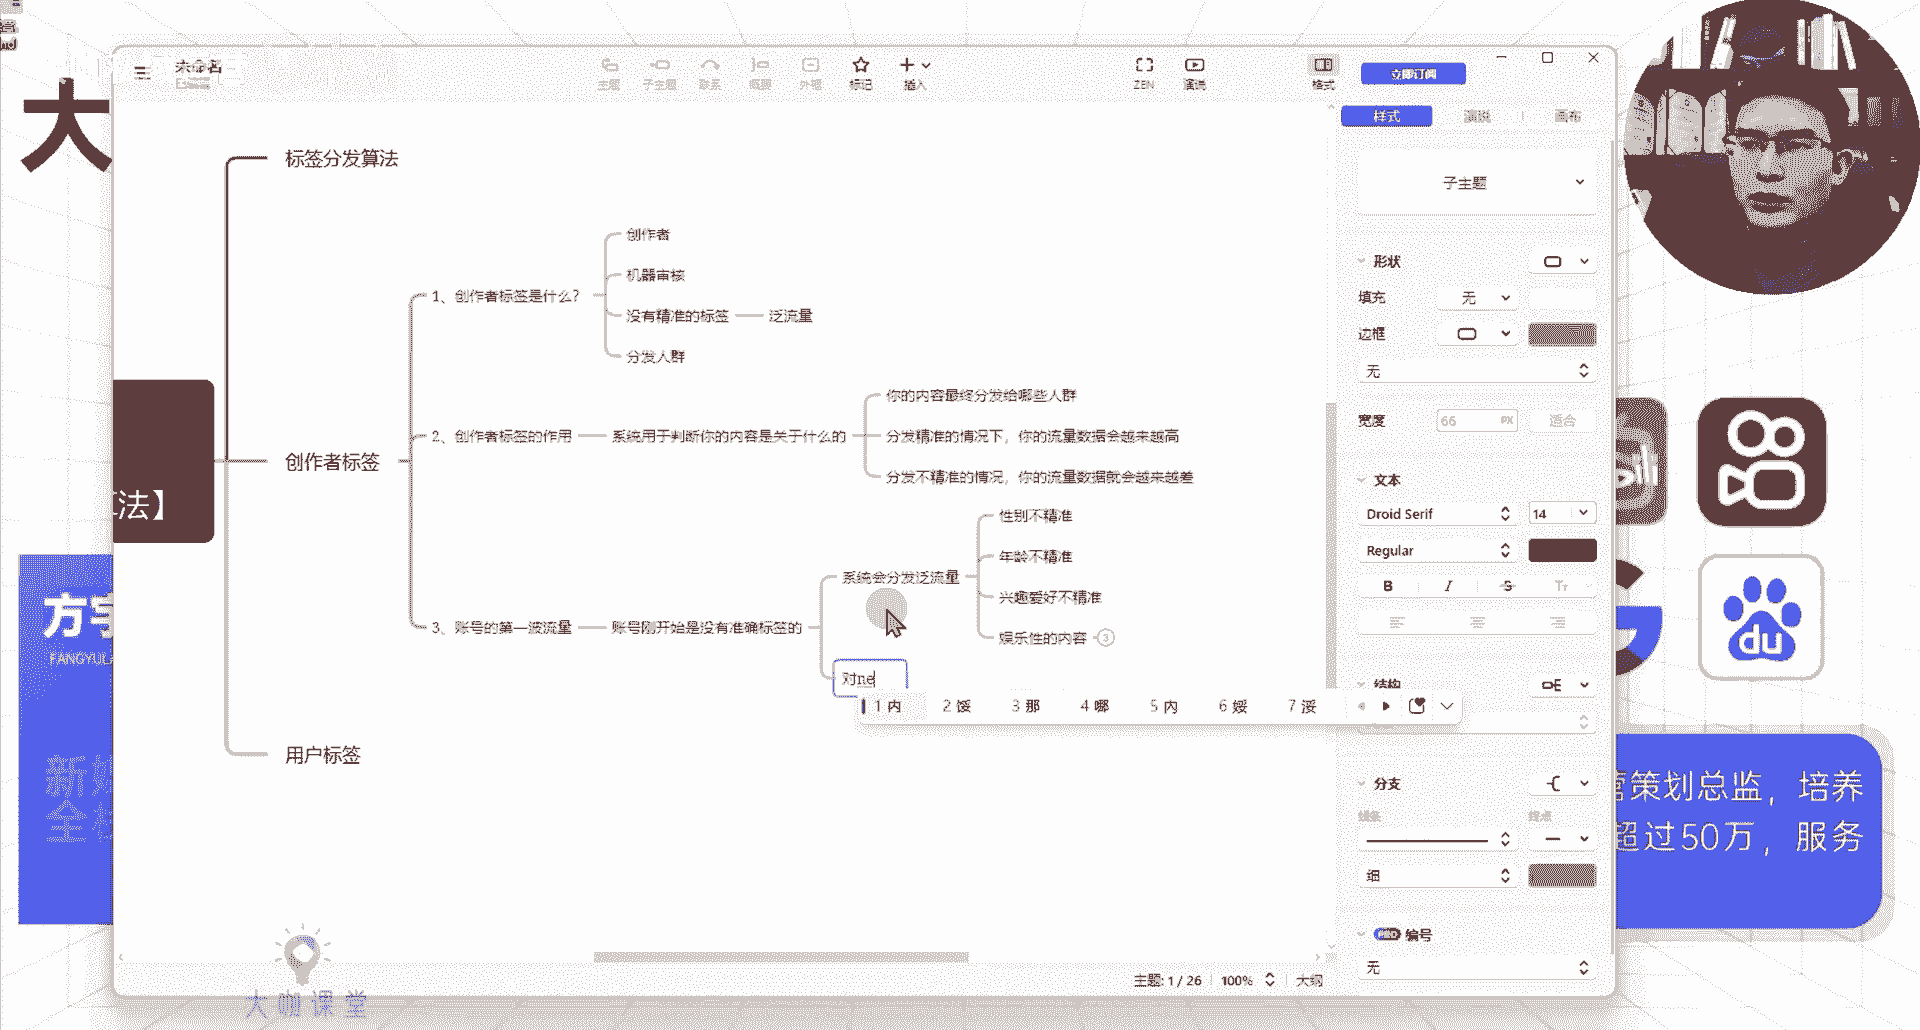 大
未命名
主题
子主题
联系
概要
外框
标记
插入
ZEN
演说
格式
立即订阅
样式
演说
画布
标签分发算法
创作者
机器审核
1、创作者标签是什么?
没有精准的标签
泛流量
分发人群
你的内容最终分发给哪些人群
2、创作者标签的作用
系统用于判断你的内容是关于什么的
分发精准的情况下，你的流量数据会越来越高
分发不精准的情况，你的流量数据就会越来越差
创作者标签
法】
性别不精准
年龄不精准
系统会分发泛流量
兴趣爱好不精准
3、账号的第一波流量
账号刚开始是没有准确标签的
娱乐性的内容
3
对ne
1 内
2 馁
3 那
4 哪
5 内
6 娞
7 浽
用户标签
子主题
形状
填充
无
边框
无
宽度
66
PX
适合
文本
Droid Serif
14
Regular
B
I
S
Tт
结构
分支
线条
终点
细
PRO
编号
无
主题: 1 / 26
100%
大纲
方宇
FANGYUL
新媒
全
策划总监，培养
超过50万，服务
ili
du
大咖课堂